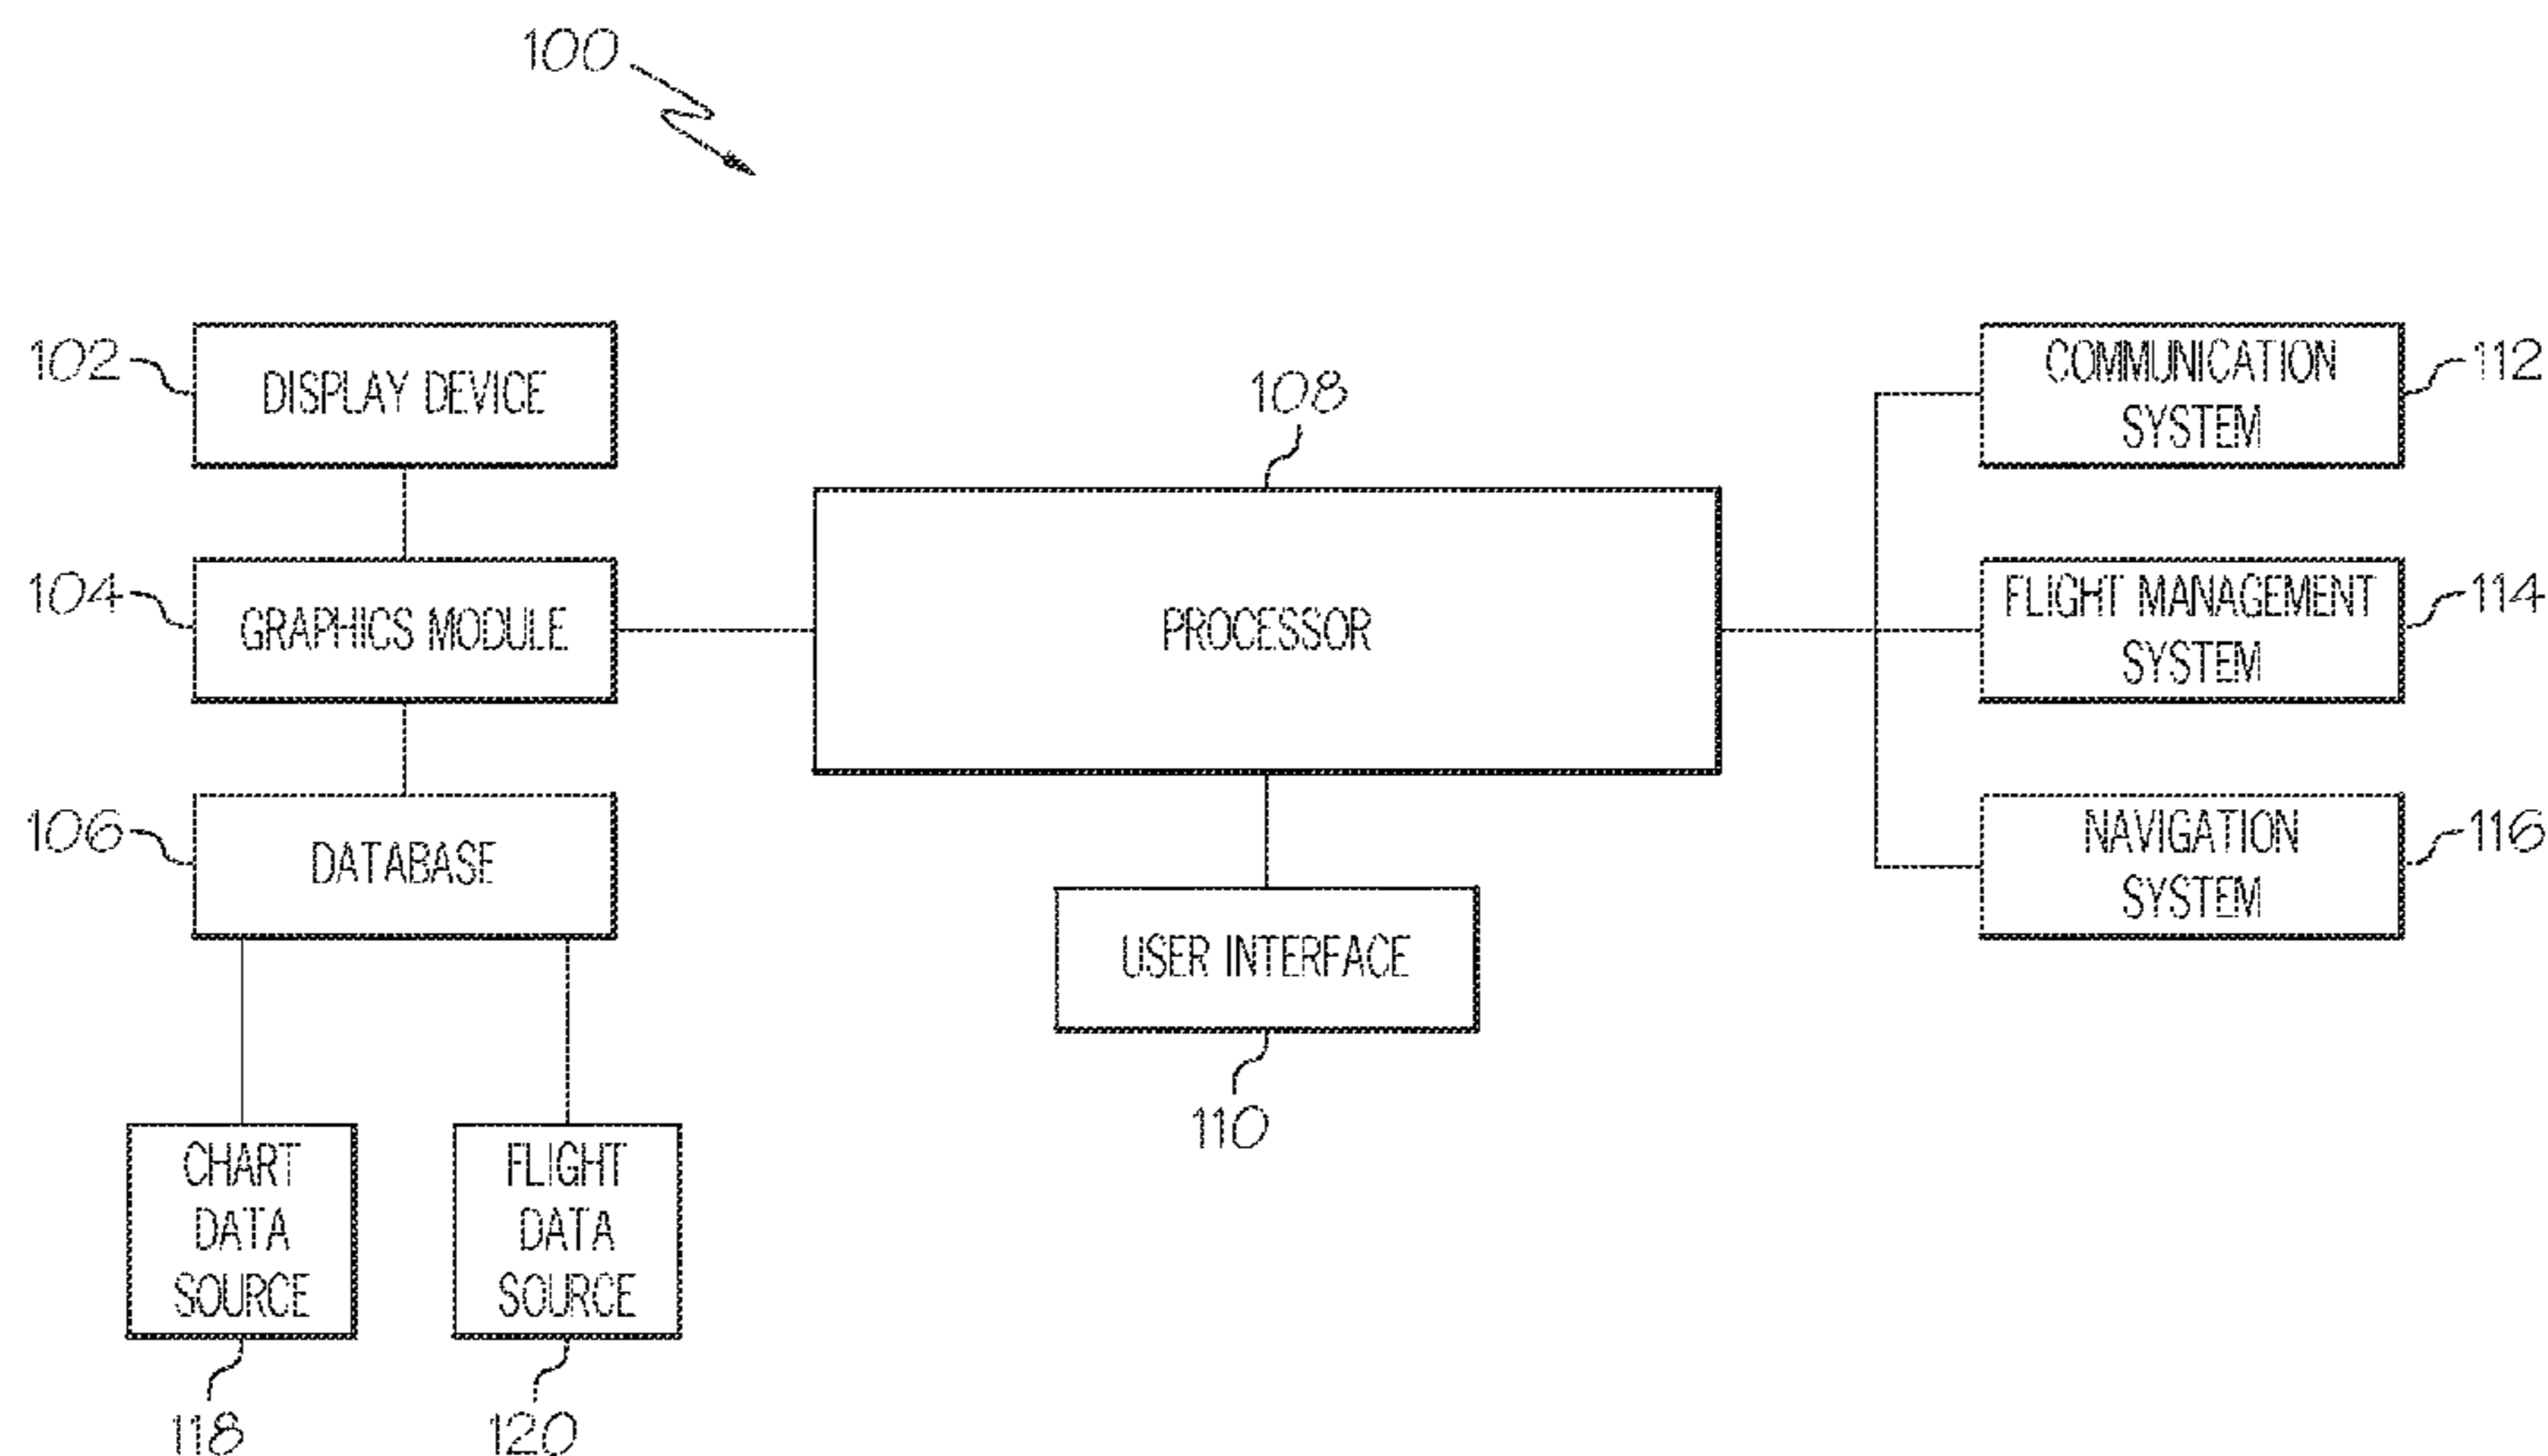 100
102
DISPLAY DEVICE
104
GRAPHICS MODULE
106
DATABASE
CHART
DATA
SOURCE
118
FLIGHT
DATA
SOURCE
120
108
PROCESSOR
USER INTERFACE
110
COMMUNICATION
SYSTEM
112
FLIGHT MANAGEMENT
SYSTEM
114
NAVIGATION
SYSTEM
116